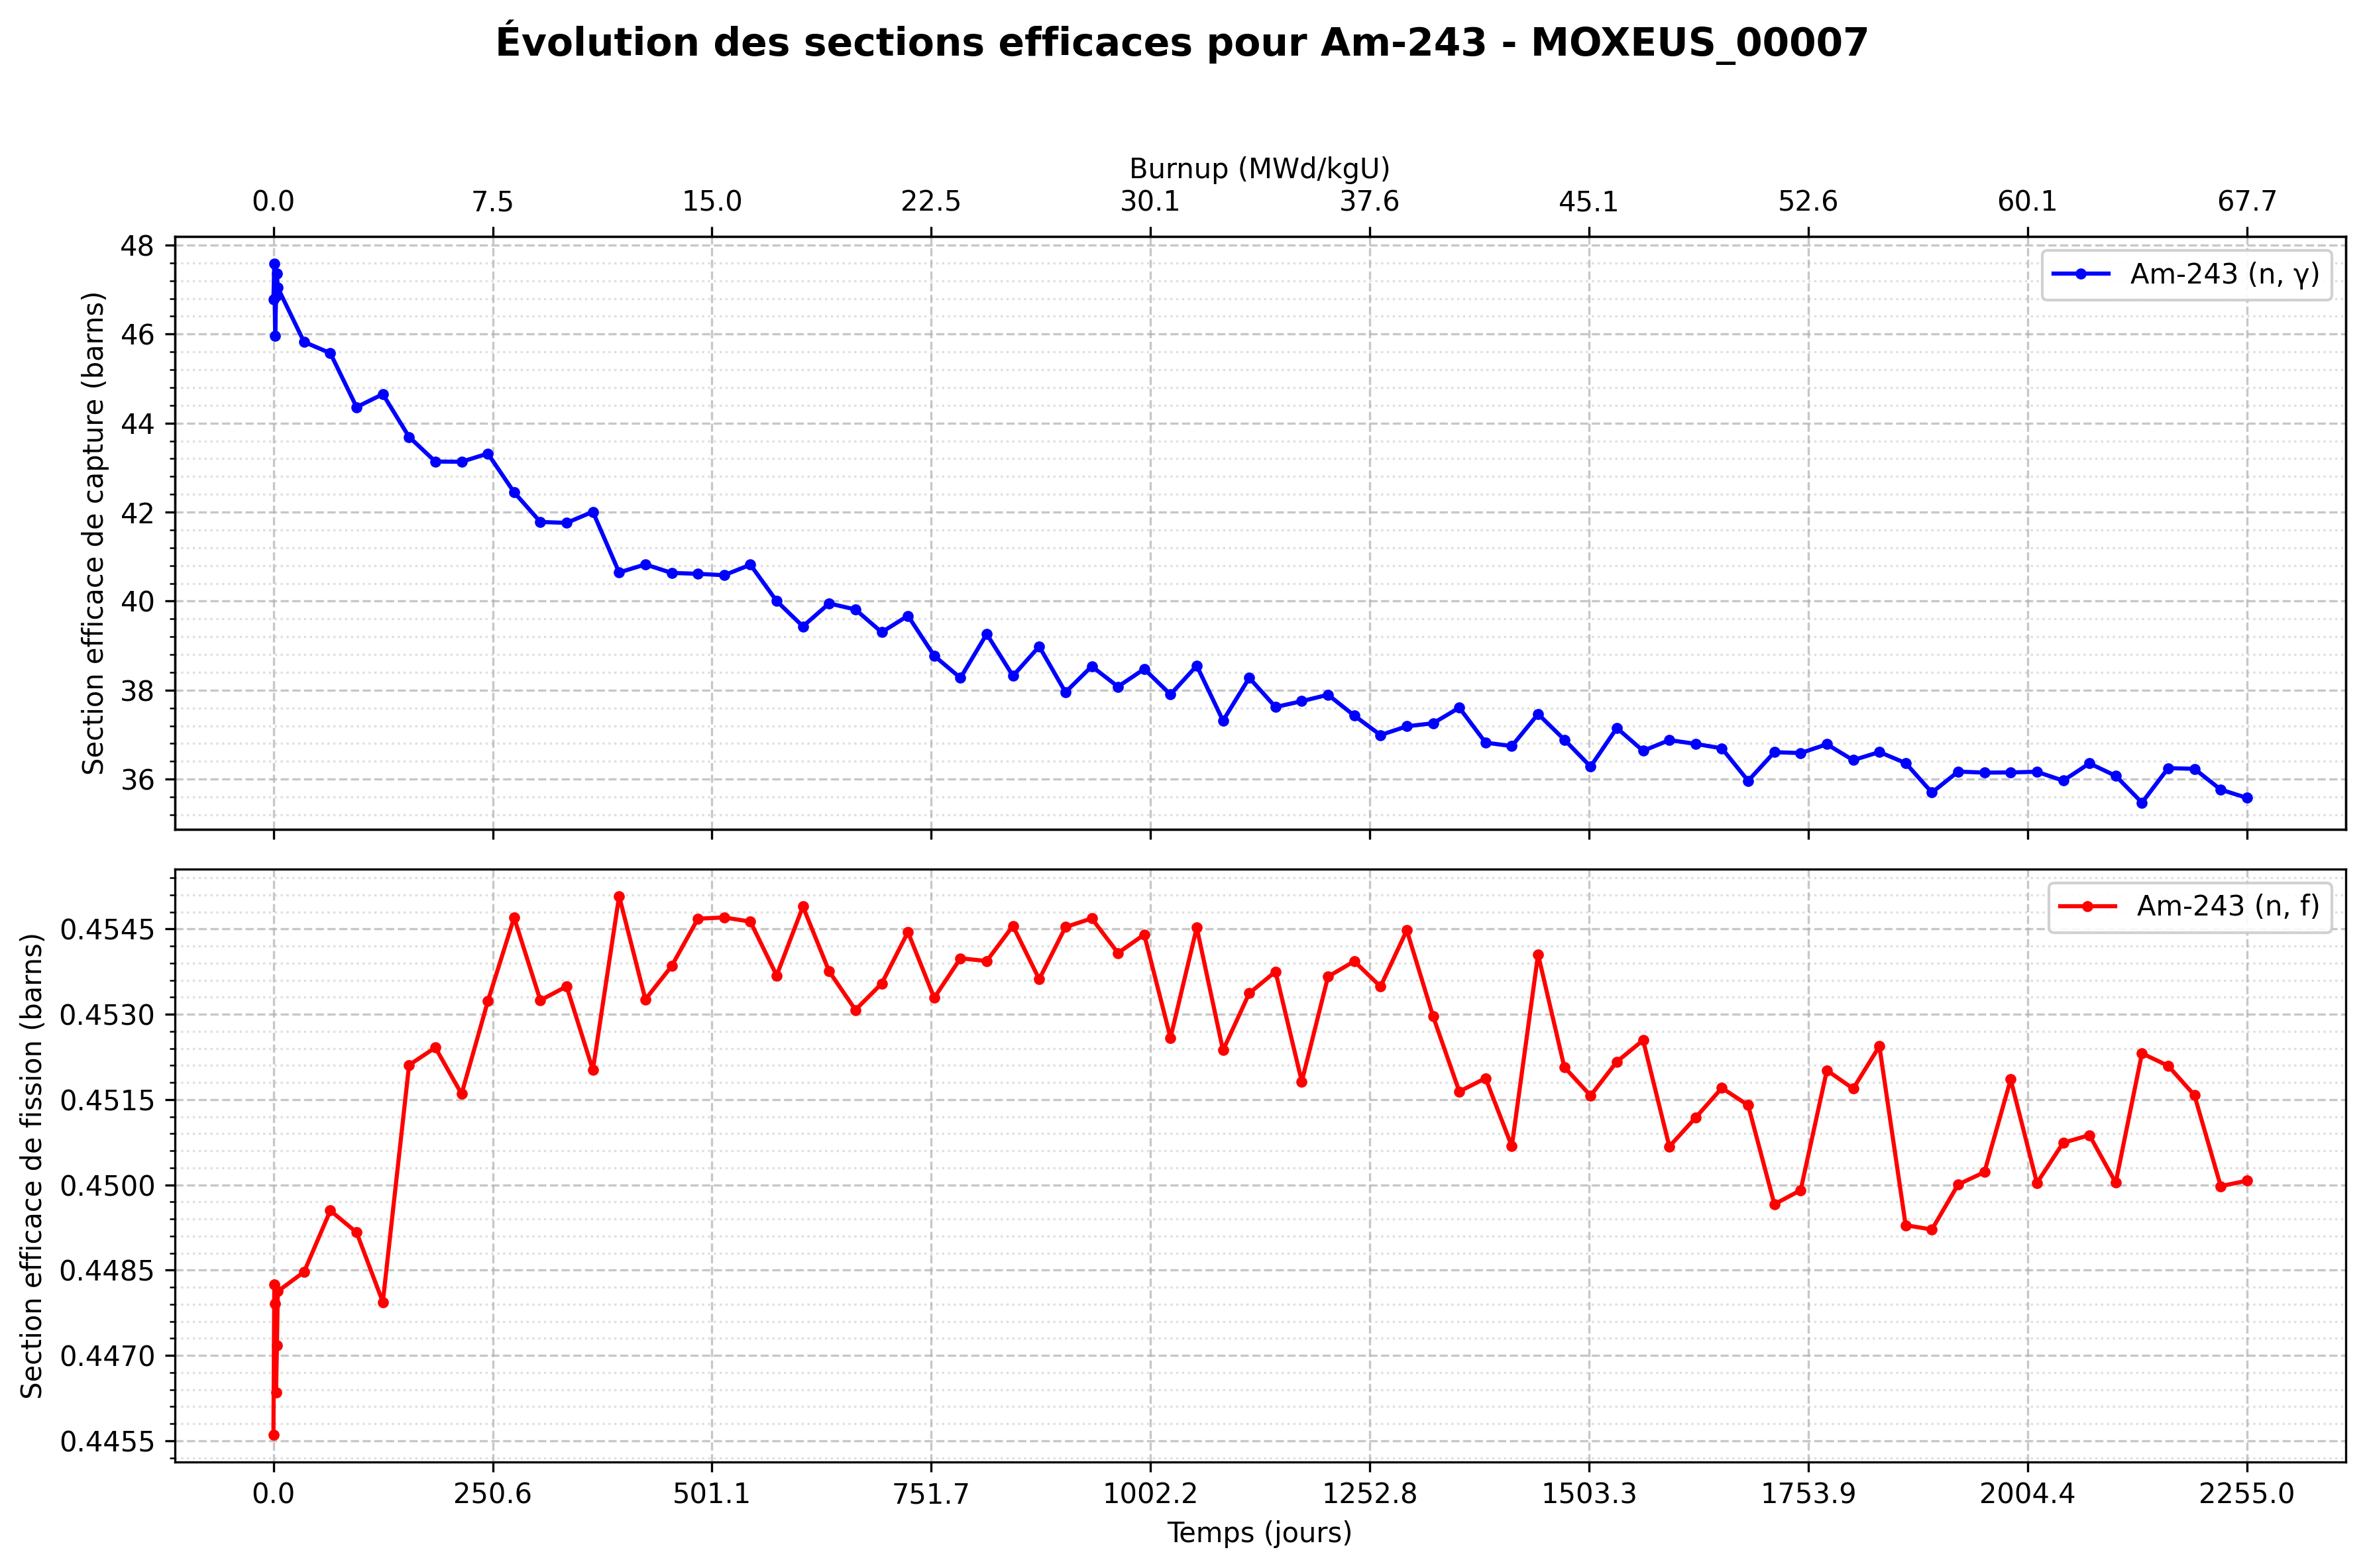 Évolution des sections efficaces pour Am-243 - MOXEUS_00007
Burnup (MWd/kgU)
0.0 7.5 15.0 22.5 30.1 37.6 45.1 52.6 60.1 67.7
Section efficace de capture (barns)
48
46
44
42
40
38
36
Am-243 (n, γ)
Section efficace de fission (barns)
0.4545
0.4530
0.4515
0.4500
0.4485
0.4470
0.4455
Am-243 (n, f)
0.0 250.6 501.1 751.7 1002.2 1252.8 1503.3 1753.9 2004.4 2255.0
Temps (jours)